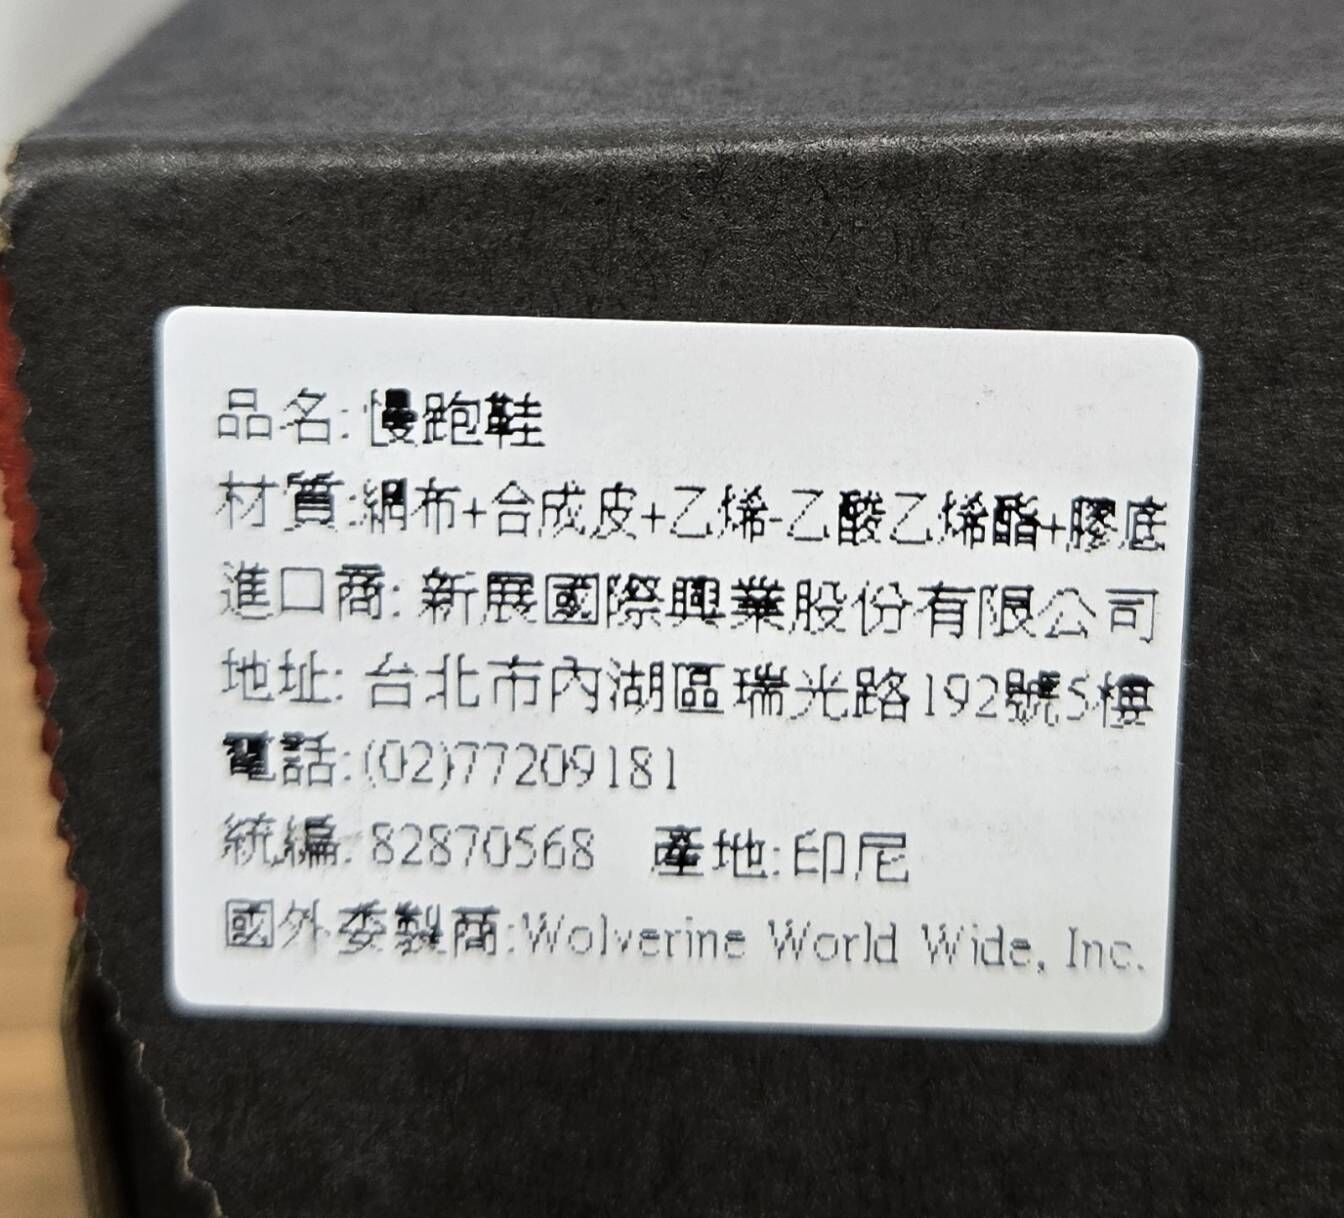 品名: 慢跑鞋
材質:網布+合成皮+乙烯-乙酸乙烯酯+膠底
進口商: 新展國際興業股份有限公司
地址: 台北市內湖區瑞光路192號5樓
電話:(02)77209181
統編: 82870568 產地:印尼
國外委製商:Wolverine World Wide, Inc.